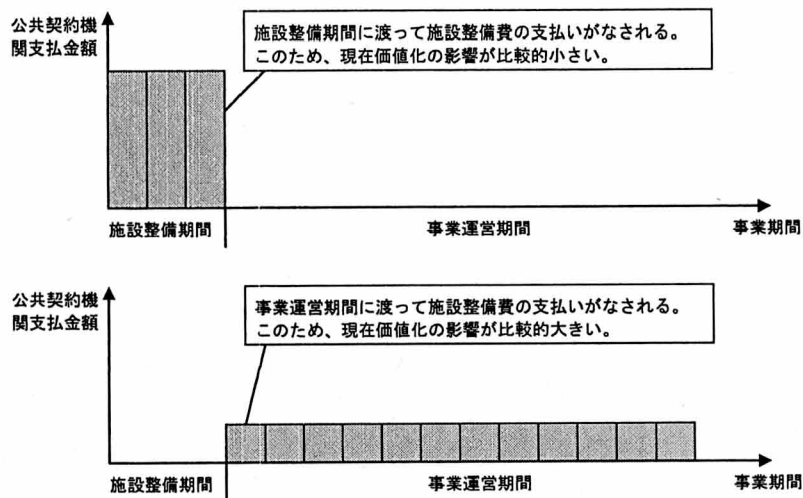 公共契約機
関支払金額
施設整備期間に渡って施設整備費の支払いがなされる。
このため、現在価値化の影響が比較的小さい。
施設整備期間
事業運営期間
事業期間
公共契約機
関支払金額
事業運営期間に渡って施設整備費の支払いがなされる。
このため、現在価値化の影響が比較的大きい。
施設整備期間
事業運営期間
事業期間